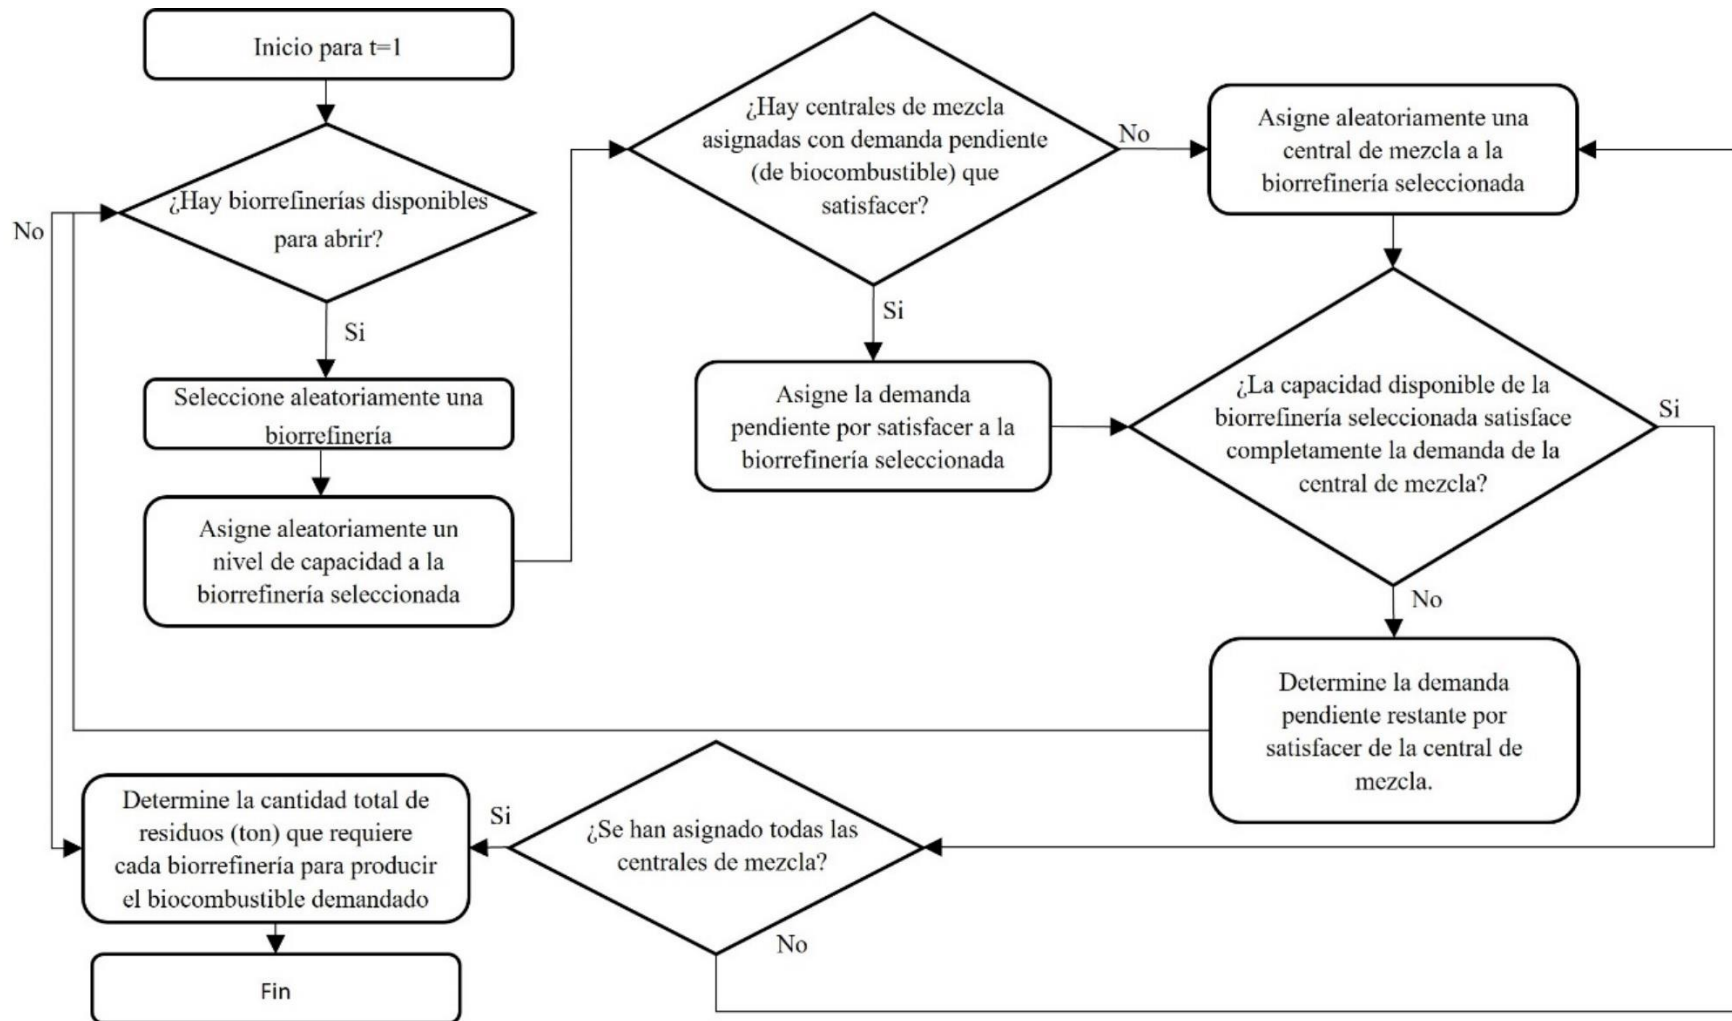 Inicio para t=1
¿Hay biorrefinerías disponibles
para abrir?
No
Si
Seleccione aleatoriamente una
biorrefinería
Asigne aleatoriamente un
nivel de capacidad a la
biorrefinería seleccionada
¿Hay centrales de mezcla
asignadas con demanda pendiente
(de biocombustible) que
satisfacer?
No
Si
Asigne la demanda
pendiente por satisfacer a la
biorrefinería seleccionada
Asigne aleatoriamente una
central de mezcla a la
biorrefinería seleccionada
¿La capacidad disponible de la
biorrefinería seleccionada satisface
completamente la demanda de la
central de mezcla?
Si
No
Determine la demanda
pendiente restante por
satisfacer de la central de
mezcla.
¿Se han asignado todas las
centrales de mezcla?
Si
No
Determine la cantidad total de
residuos (ton) que requiere
cada biorrefinería para producir
el biocombustible demandado
Fin